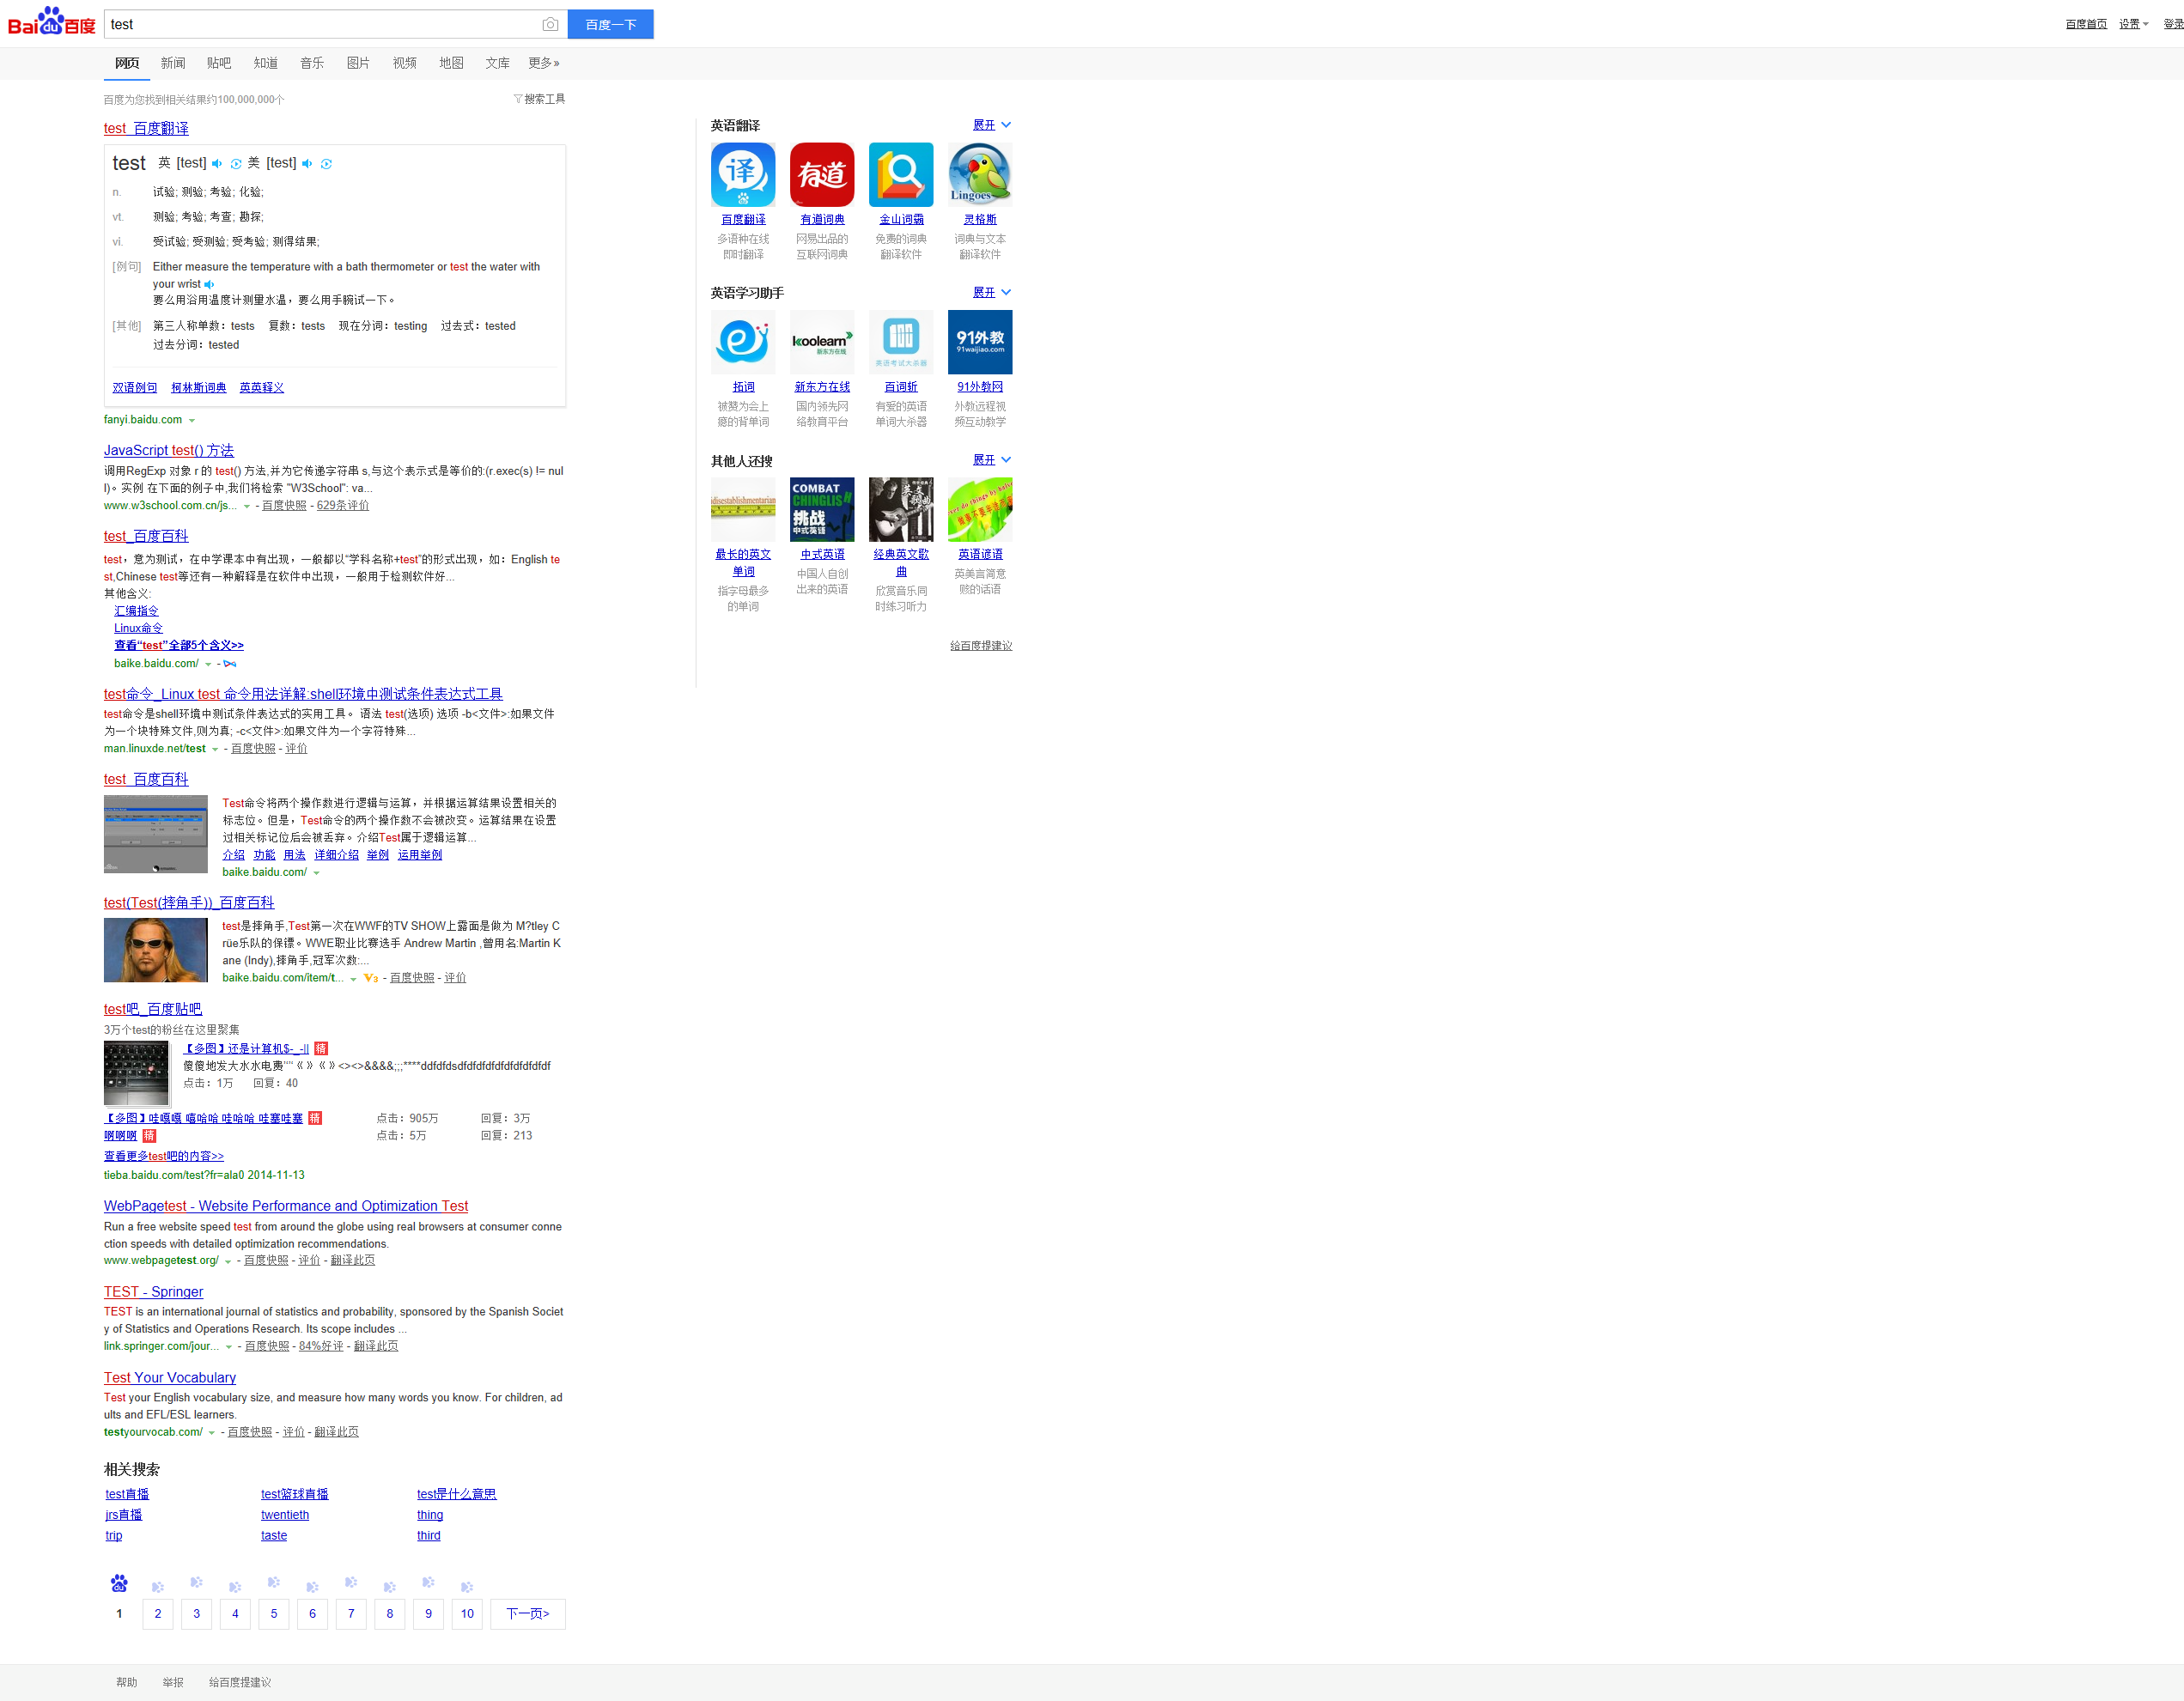 Bai du 百度
test
百度一下
百度首页 设置 登录
网页 新闻 贴吧 知道 音乐 图片 视频 地图 文库 更多»
百度为您找到相关结果约100,000,000个
搜索工具
test_百度翻译
test 英 [test] 美 [test]
n. 试验; 测验; 考验; 化验;
vt. 测验; 考验; 考查; 勘探;
vi. 受试验; 受测验; 受考验; 测得结果;
[例句] Either measure the temperature with a bath thermometer or test the water with
your wrist
要么用浴用温度计测量水温，要么用手腕试一下。
[其他] 第三人称单数：tests 复数：tests 现在分词：testing 过去式：tested
过去分词：tested
双语例句 柯林斯词典 英英释义
fanyi.baidu.com
JavaScript test() 方法
调用RegExp 对象 r 的 test() 方法,并为它传递字符串 s,与这个表示式是等价的:(r.exec(s) != nul
l)。实例 在下面的例子中,我们将检索 "W3School": va...
www.w3school.com.cn/js... - 百度快照 - 629条评价
test_百度百科
test，意为测试，在中学课本中有出现，一般都以“学科名称+test”的形式出现，如：English te
st,Chinese test等还有一种解释是在软件中出现，一般用于检测软件好...
其他含义:
汇编指令
Linux命令
查看“test”全部5个含义>>
baike.baidu.com/ -
test命令_Linux test 命令用法详解:shell环境中测试条件表达式工具
test命令是shell环境中测试条件表达式的实用工具。 语法 test(选项) 选项 -b<文件>:如果文件
为一个块特殊文件,则为真; -c<文件>:如果文件为一个字符特殊...
man.linuxde.net/test - 百度快照 - 评价
test_百度百科
Test命令将两个操作数进行逻辑与运算，并根据运算结果设置相关的
标志位。但是，Test命令的两个操作数不会被改变。运算结果在设置
过相关标记位后会被丢弃。介绍Test属于逻辑运算...
介绍 功能 用法 详细介绍 举例 运用举例
baike.baidu.com/
test(Test(摔角手))_百度百科
test是摔角手,Test第一次在WWF的TV SHOW上露面是做为 M?tley C
rüe乐队的保镖。WWE职业比赛选手 Andrew Martin ,曾用名:Martin K
ane (Indy),摔角手,冠军次数:...
baike.baidu.com/item/t... V3 - 百度快照 - 评价
test吧_百度贴吧
3万个test的粉丝在这里聚集
【多图】还是计算机$-_-|| 精
傻傻地发大水水电费""《》《》<><>&&&&;;;****ddfdfdsdfdfdfdfdfdfdfdfdfdf
点击：1万 回复：40
【多图】哇嘎嘎 嘻哈哈 哇哈哈 哇塞哇塞 精 点击：905万 回复：3万
啊啊啊 精 点击：5万 回复：213
查看更多test吧的内容>>
tieba.baidu.com/test?fr=ala0 2014-11-13
WebPagetest - Website Performance and Optimization Test
Run a free website speed test from around the globe using real browsers at consumer conne
ction speeds with detailed optimization recommendations.
www.webpagetest.org/ - 百度快照 - 评价 - 翻译此页
TEST - Springer
TEST is an international journal of statistics and probability, sponsored by the Spanish Societ
y of Statistics and Operations Research. Its scope includes ...
link.springer.com/jour... - 百度快照 - 84%好评 - 翻译此页
Test Your Vocabulary
Test your English vocabulary size, and measure how many words you know. For children, ad
ults and EFL/ESL learners.
testyourvocab.com/ - 百度快照 - 评价 - 翻译此页
相关搜索
test直播 test篮球直播 test是什么意思
jrs直播 twentieth thing
trip taste third
1 2 3 4 5 6 7 8 9 10 下一页>
英语翻译 展开
译 有道 Lingoes
百度翻译 有道词典 金山词霸 灵格斯
多语种在线 网易出品的 免费的词典 词典与文本
即时翻译 互联网词典 翻译软件 翻译软件
英语学习助手 展开
koolearn 新东方在线
英语考试大杀器
91外教
91waijiao.com
拓词 新东方在线 百词斩 91外教网
被赞为会上 国内领先网 有爱的英语 外教远程视
瘾的背单词 络教育平台 单词大杀器 频互动教学
其他人还搜 展开
disestablishmentarian
COMBAT
CHINGLISH
挑战
中式英语
最长的英文 中式英语 经典英文歌 英语谚语
单词 曲
中国人自创 英美言简意
出来的英语 赅的话语
指字母最多 欣赏音乐同
的单词 时练习听力
给百度提建议
帮助 举报 给百度提建议